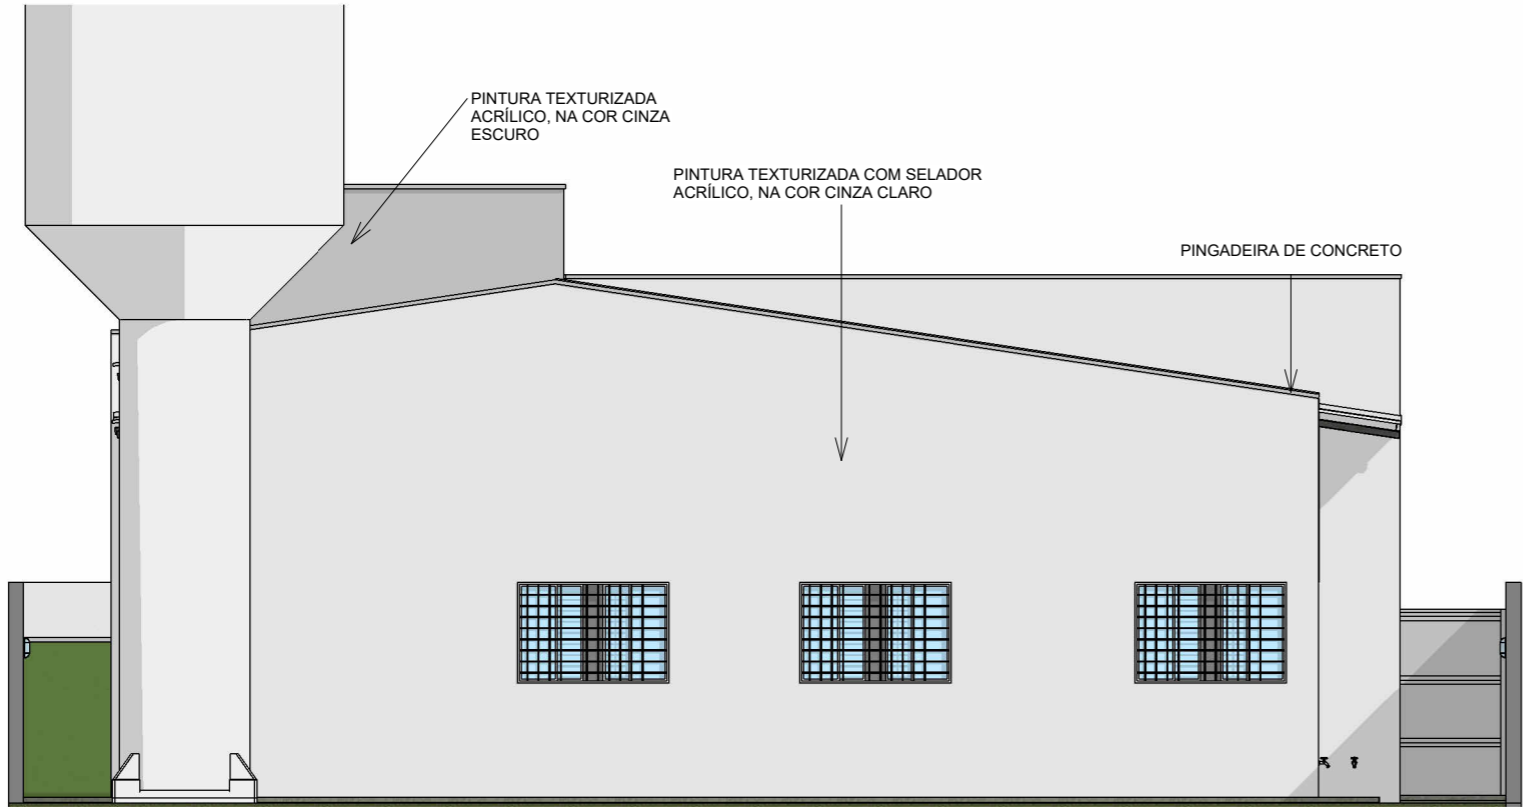 PINTURA TEXTURIZADA
ACRÍLICO, NA COR CINZA
ESCURO
PINTURA TEXTURIZADA COM SELADOR
ACRÍLICO, NA COR CINZA CLARO
PINGADEIRA DE CONCRETO